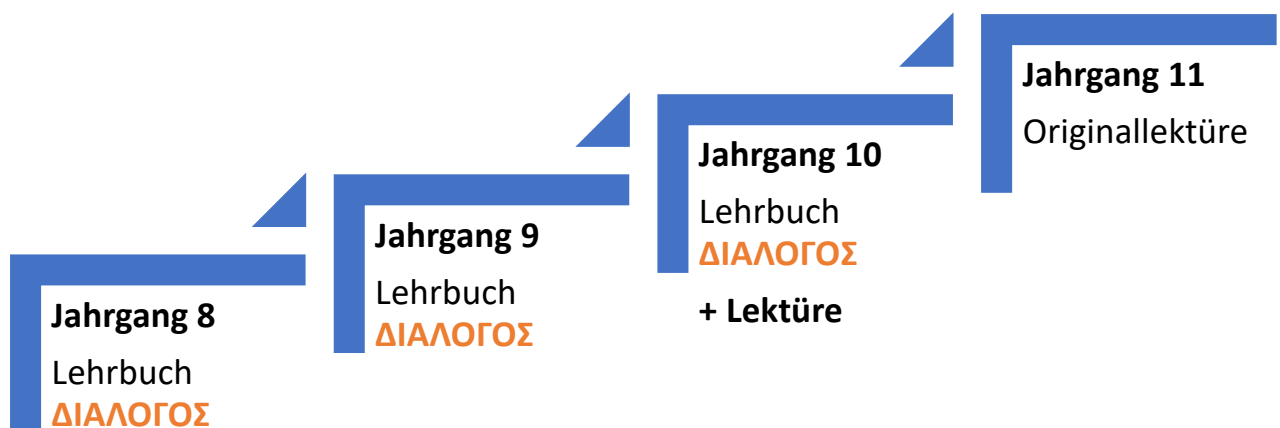 Jahrgang 8
Lehrbuch
ΔΙΑΛΟΓΟΣ
Jahrgang 9
Lehrbuch
ΔΙΑΛΟΓΟΣ
Jahrgang 10
Lehrbuch
ΔΙΑΛΟΓΟΣ
+ Lektüre
Jahrgang 11
Originallektüre